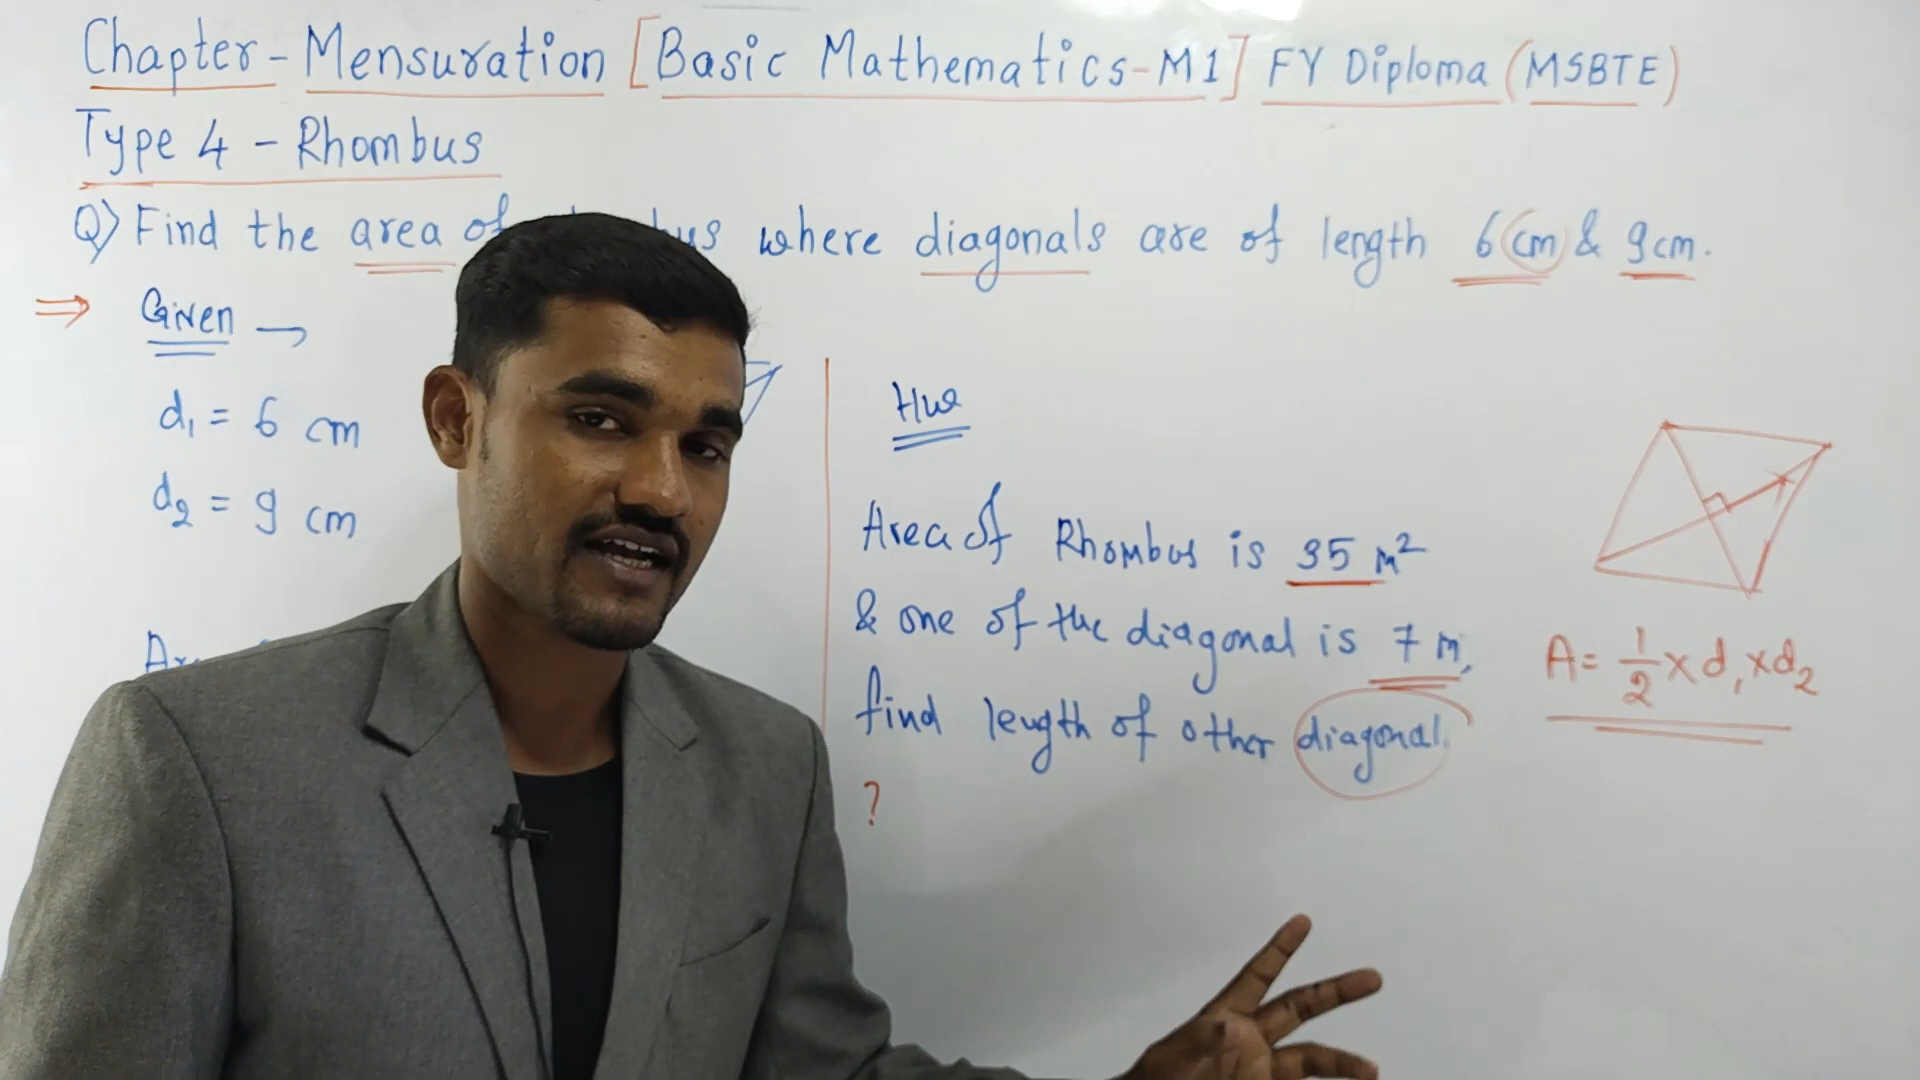 Chapter - Mensuration [Basic Mathematics - M1] FY Diploma (MSBTE)
Type 4 - Rhombus
Q) Find the area of where diagonals are of length 6 cm & 9 cm.
⇒ Given →
d₁ = 6 cm
d₂ = 9 cm
Hw
Area of Rhombus is 35 m²
& one of the diagonal is 7 m,
find length of other diagonal.
?
A = 1/2 × d₁ × d₂